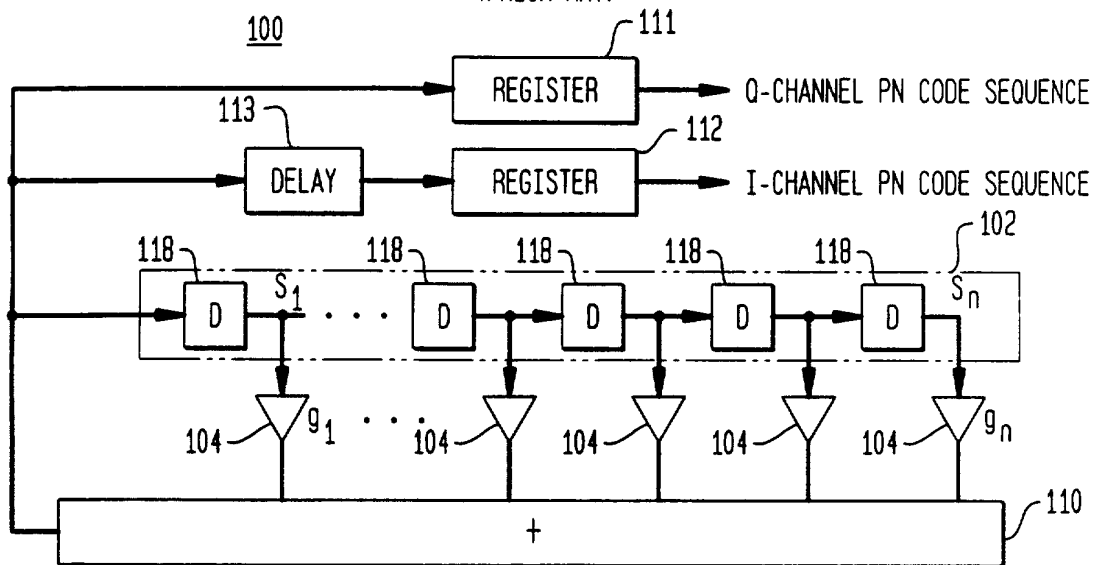 100
111
REGISTER
Q-CHANNEL PN CODE SEQUENCE
113
112
DELAY
REGISTER
I-CHANNEL PN CODE SEQUENCE
102
118 118 118 118 118
D S1 . . . D D D D Sn
104 g1 . . . 104 104 104 104 gn
+
110